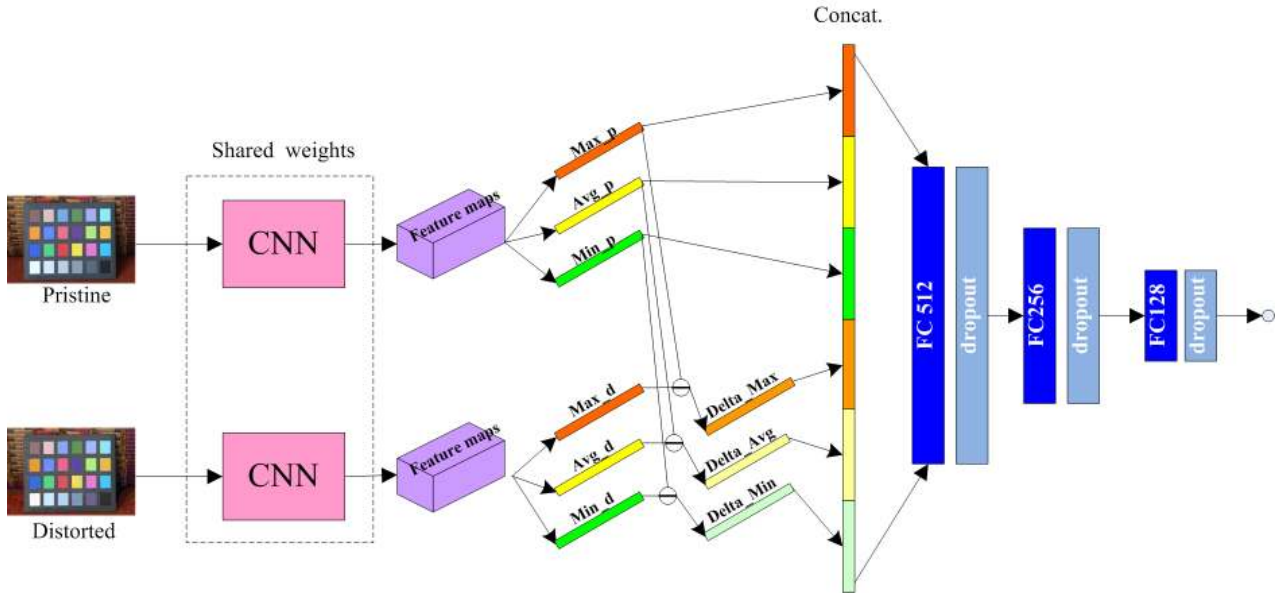 Concat.
Shared weights
Pristine
CNN
Feature maps
Max_p
Avg_p
Min_p
Distorted
CNN
Feature maps
Max_d
Avg_d
Min_d
Delta_Max
Delta_Avg
Delta_Min
FC 512
dropout
FC256
dropout
FC128
dropout